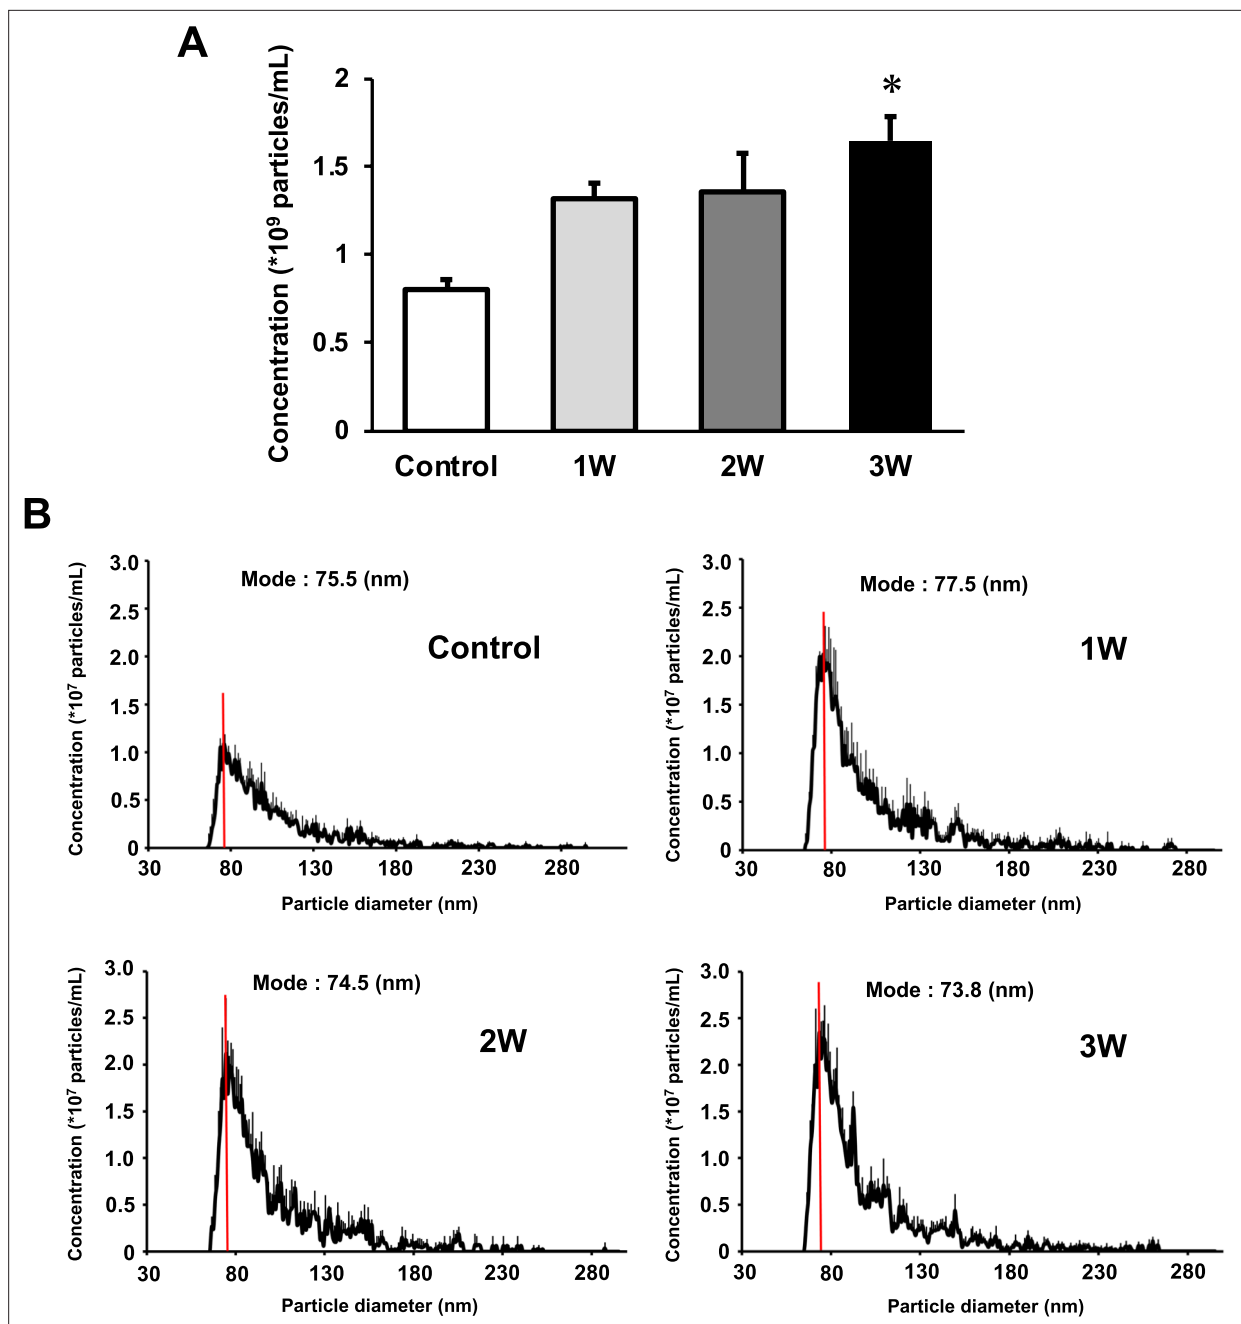 A
Concentration (*10⁹ particles/mL)
2
1.5
1
0.5
0
*
Control 1W 2W 3W
B
Concentration (*10⁷ particles/mL)
3.0
2.5
2.0
1.5
1.0
0.5
0
Mode : 75.5 (nm)
Control
30 80 130 180 230 280
Particle diameter (nm)
Concentration (*10⁷ particles/mL)
3.0
2.5
2.0
1.5
1.0
0.5
0
Mode : 77.5 (nm)
1W
30 80 130 180 230 280
Particle diameter (nm)
Concentration (*10⁷ particles/mL)
3.0
2.5
2.0
1.5
1.0
0.5
0
Mode : 74.5 (nm)
2W
30 80 130 180 230 280
Particle diameter (nm)
Concentration (*10⁷ particles/mL)
3.0
2.5
2.0
1.5
1.0
0.5
0
Mode : 73.8 (nm)
3W
30 80 130 180 230 280
Particle diameter (nm)